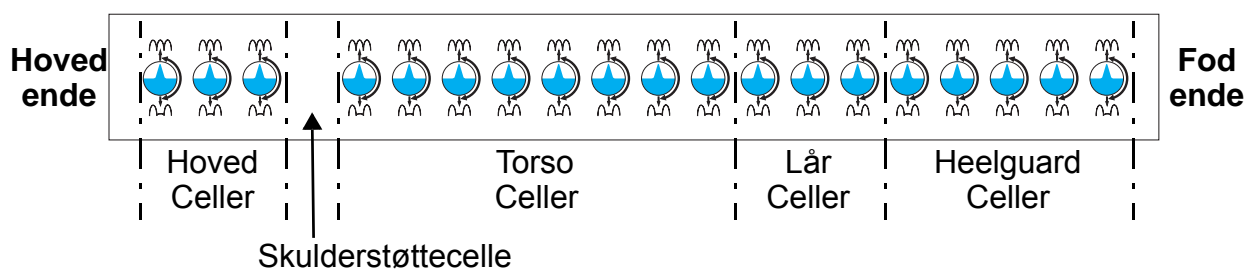 Hoved
ende
Fod
ende
Hoved
Celler
Torso
Celler
Lår
Celler
Heelguard
Celler
Skulderstøttecelle